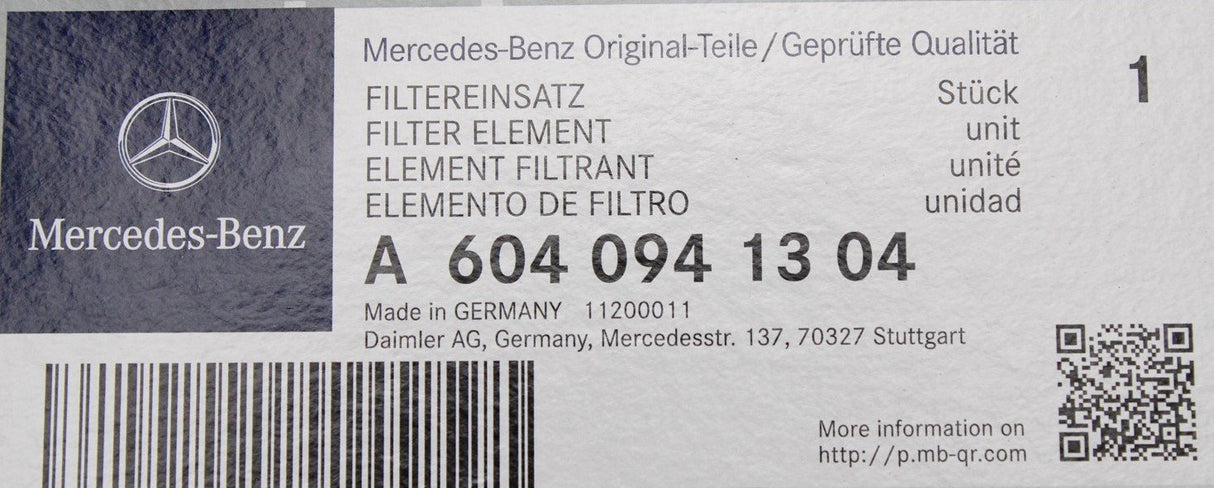 Mercedes-Benz
Mercedes-Benz Original-Teile/Geprüfte Qualität
FILTEREINSATZ Stück 1
FILTER ELEMENT unit
ELEMENT FILTRANT unité
ELEMENTO DE FILTRO unidad
A 604 094 13 04
Made in GERMANY 11200011
Daimler AG, Germany, Mercedesstr. 137, 70327 Stuttgart
More information on
http://p.mb-qr.com